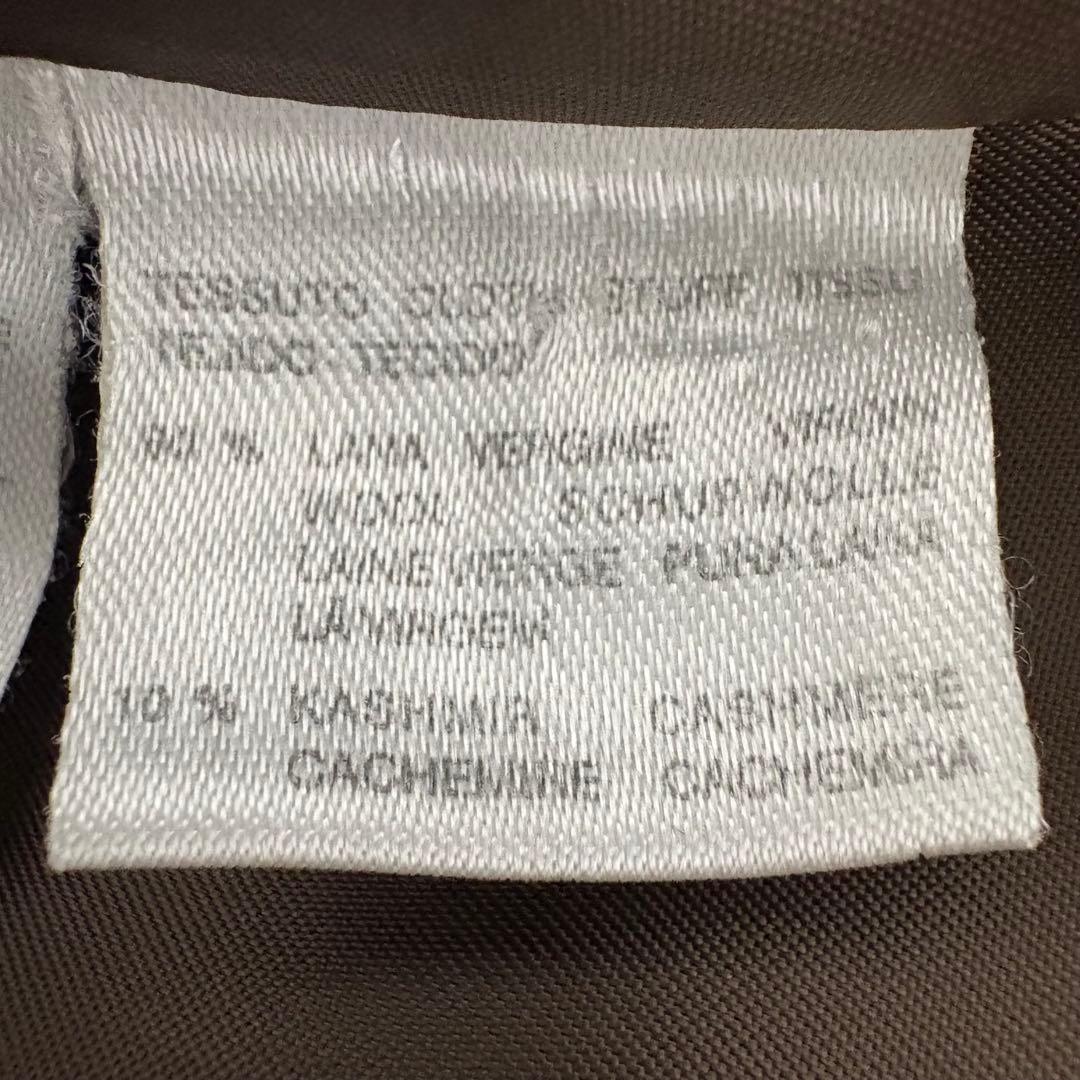 TESSUTO CLOTH STOFF TISSU
TEJIDO TECIDO
90 % LANA VERGINE VIRGIN
WOOL SCHURWOLLE
LAINE VIERGE PURA LANA
LÃ VIRGEM
10 % KASHMIR CASHMERE
CACHEMIRE CACHEMIRA